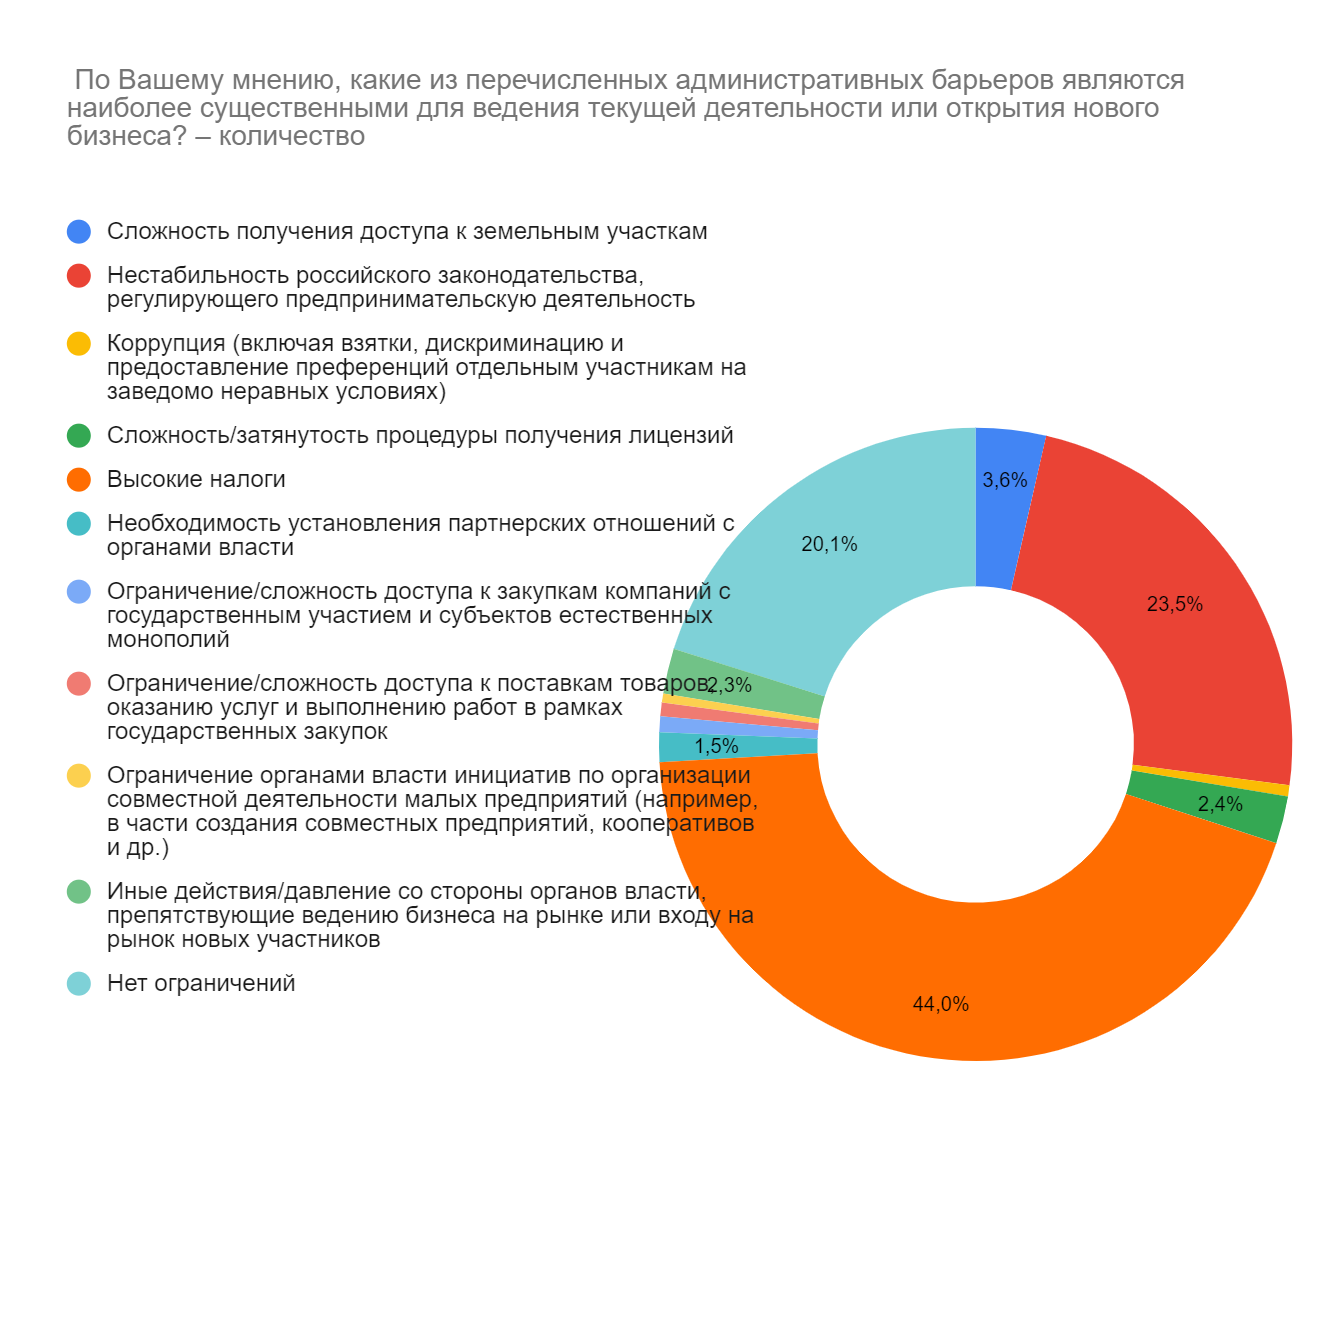 По Вашему мнению, какие из перечисленных административных барьеров являются
наиболее существенными для ведения текущей деятельности или открытия нового
бизнеса? – количество
Сложность получения доступа к земельным участкам
Нестабильность российского законодательства,
регулирующего предпринимательскую деятельность
Коррупция (включая взятки, дискриминацию и
предоставление преференций отдельным участникам на
заведомо неравных условиях)
Сложность/затянутость процедуры получения лицензий
Высокие налоги
Необходимость установления партнерских отношений с
органами власти
Ограничение/сложность доступа к закупкам компаний с
государственным участием и субъектов естественных
монополий
Ограничение/сложность доступа к поставкам товаров,
оказанию услуг и выполнению работ в рамках
государственных закупок
Ограничение органами власти инициатив по организации
совместной деятельности малых предприятий (например,
в части создания совместных предприятий, кооперативов
и др.)
Иные действия/давление со стороны органов власти,
препятствующие ведению бизнеса на рынке или входу на
рынок новых участников
Нет ограничений
3,6%
23,5%
2,4%
44,0%
1,5%
2,3%
20,1%